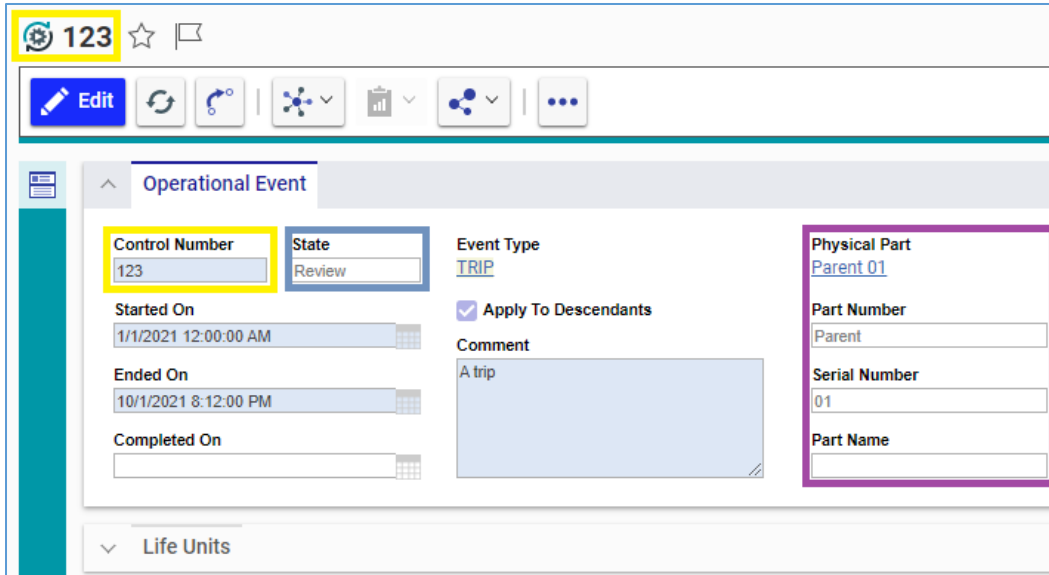 123
Edit
Operational Event
Control Number
123
State
Review
Event Type
TRIP
Physical Part
Parent 01
Started On
1/1/2021 12:00:00 AM
Apply To Descendants
Part Number
Parent
Comment
A trip
Ended On
10/1/2021 8:12:00 PM
Serial Number
01
Completed On
Part Name
Life Units